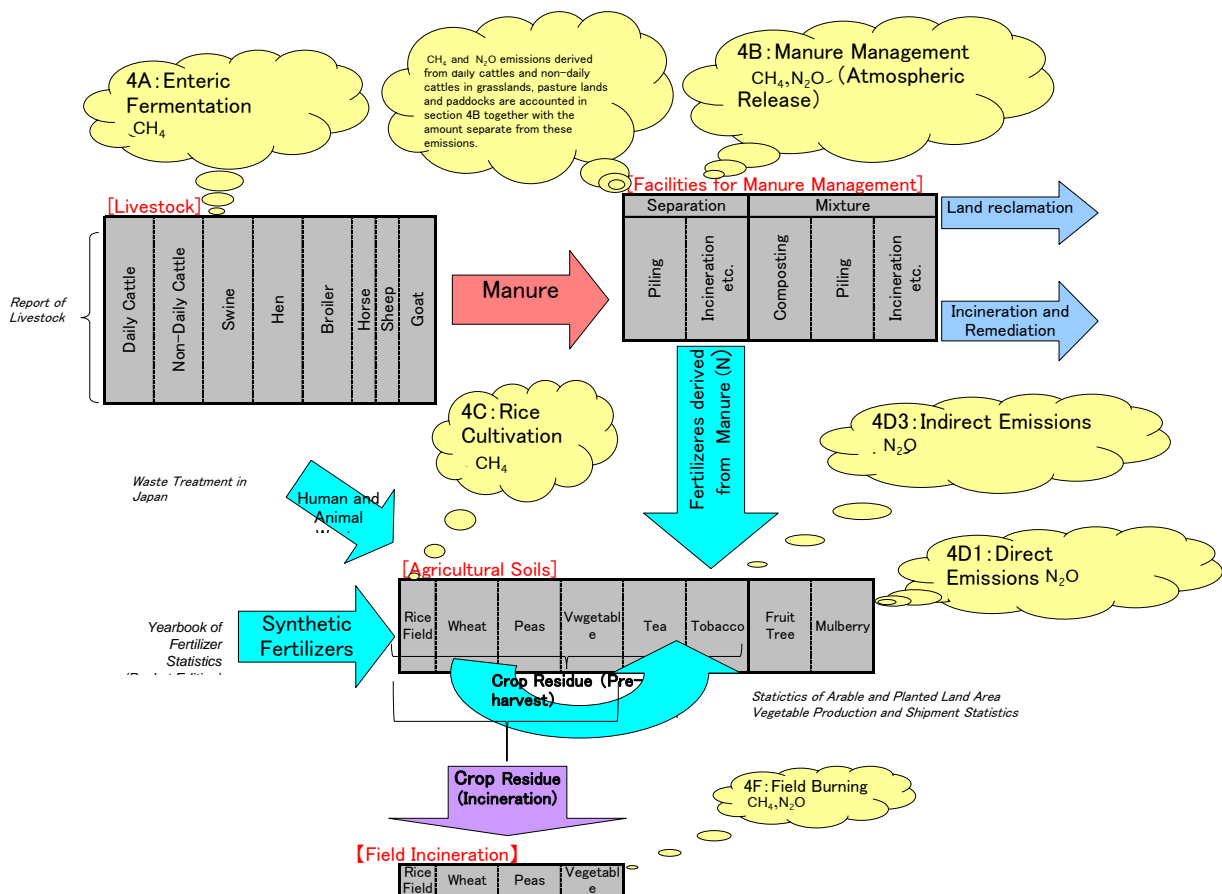 4A：Enteric
Fermentation
CH₄
CH₄ and N₂O emissions derived
from daily cattles and non-daily
cattles in grasslands, pasture lands
and paddocks are accounted in
section 4B together with the
amount separate from these
emissions.
4B：Manure Management
CH₄,N₂O （Atmospheric
Release）
[Livestock]
[Facilities for Manure Management]
Separation
Mixture
Piling
Incineration
etc.
Composting
Piling
Incineration
etc.
Land reclamation
Incineration and
Remediation
Report of
Livestock
Daily Cattle
Non-Daily Cattle
Swine
Hen
Broiler
Horse
Sheep
Goat
Manure
Fertilizeres derived
from Manure (N)
4C：Rice
Cultivation
CH₄
4D3：Indirect Emissions
N₂O
Waste Treatment in
Japan
Human and
Animal
4D1：Direct
Emissions N₂O
[Agricultural Soils]
Rice
Field
Wheat
Peas
Vwgetabl
e
Tea
Tobacco
Fruit
Tree
Mulberry
Yearbook of
Fertilizer
Statistics
Synthetic
Fertilizers
Crop Residue (Pre-
harvest)
Statictics of Arable and Planted Land Area
Vegetable Production and Shipment Statistics
Crop Residue
(Incineration)
4F：Field Burning
CH₄,N₂O
【Field Incineration】
Rice
Field
Wheat
Peas
Vegetabl
e